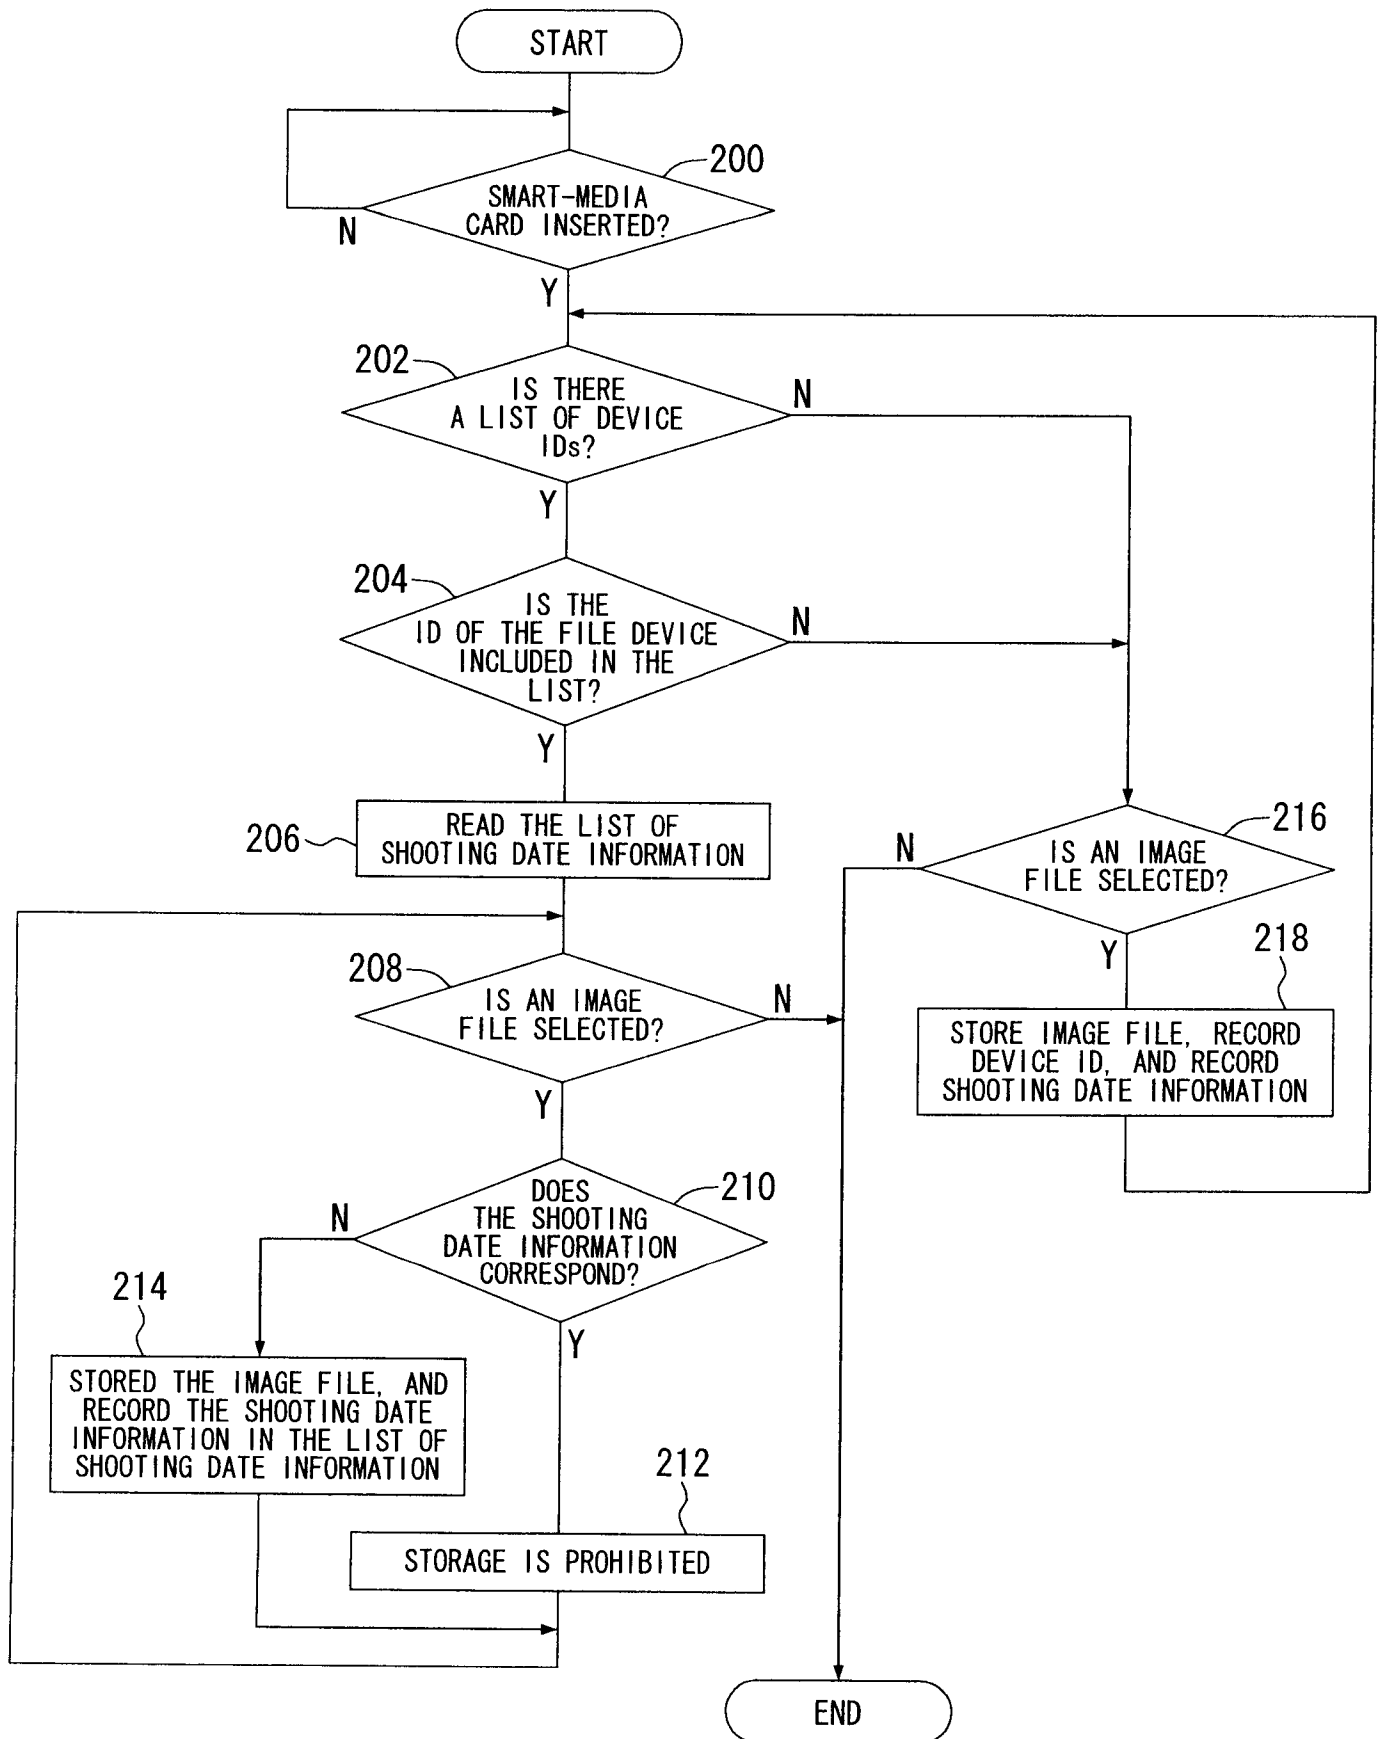 START
200
SMART-MEDIA
CARD INSERTED?
N
Y
202
IS THERE
A LIST OF DEVICE
IDs?
N
Y
204
IS THE
ID OF THE FILE DEVICE
INCLUDED IN THE
LIST?
N
Y
206
READ THE LIST OF
SHOOTING DATE INFORMATION
216
IS AN IMAGE
FILE SELECTED?
N
Y
208
IS AN IMAGE
FILE SELECTED?
N
Y
218
STORE IMAGE FILE, RECORD
DEVICE ID, AND RECORD
SHOOTING DATE INFORMATION
210
DOES
THE SHOOTING
DATE INFORMATION
CORRESPOND?
N
Y
214
STORED THE IMAGE FILE, AND
RECORD THE SHOOTING DATE
INFORMATION IN THE LIST OF
SHOOTING DATE INFORMATION
212
STORAGE IS PROHIBITED
END